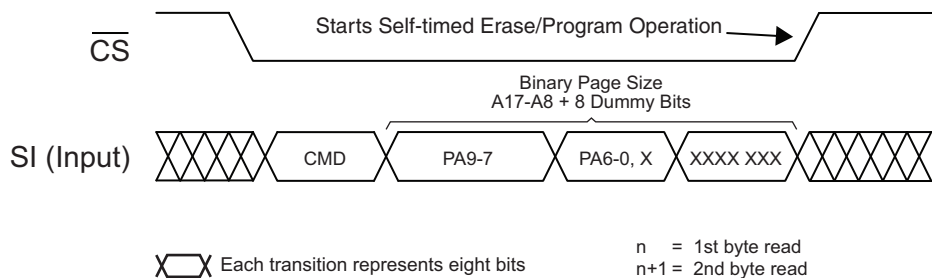 Starts Self-timed Erase/Program Operation
CS
Binary Page Size
A17-A8 + 8 Dummy Bits
SI (Input)
CMD
PA9-7
PA6-0, X
XXXX XXX
Each transition represents eight bits
n = 1st byte read
n+1 = 2nd byte read